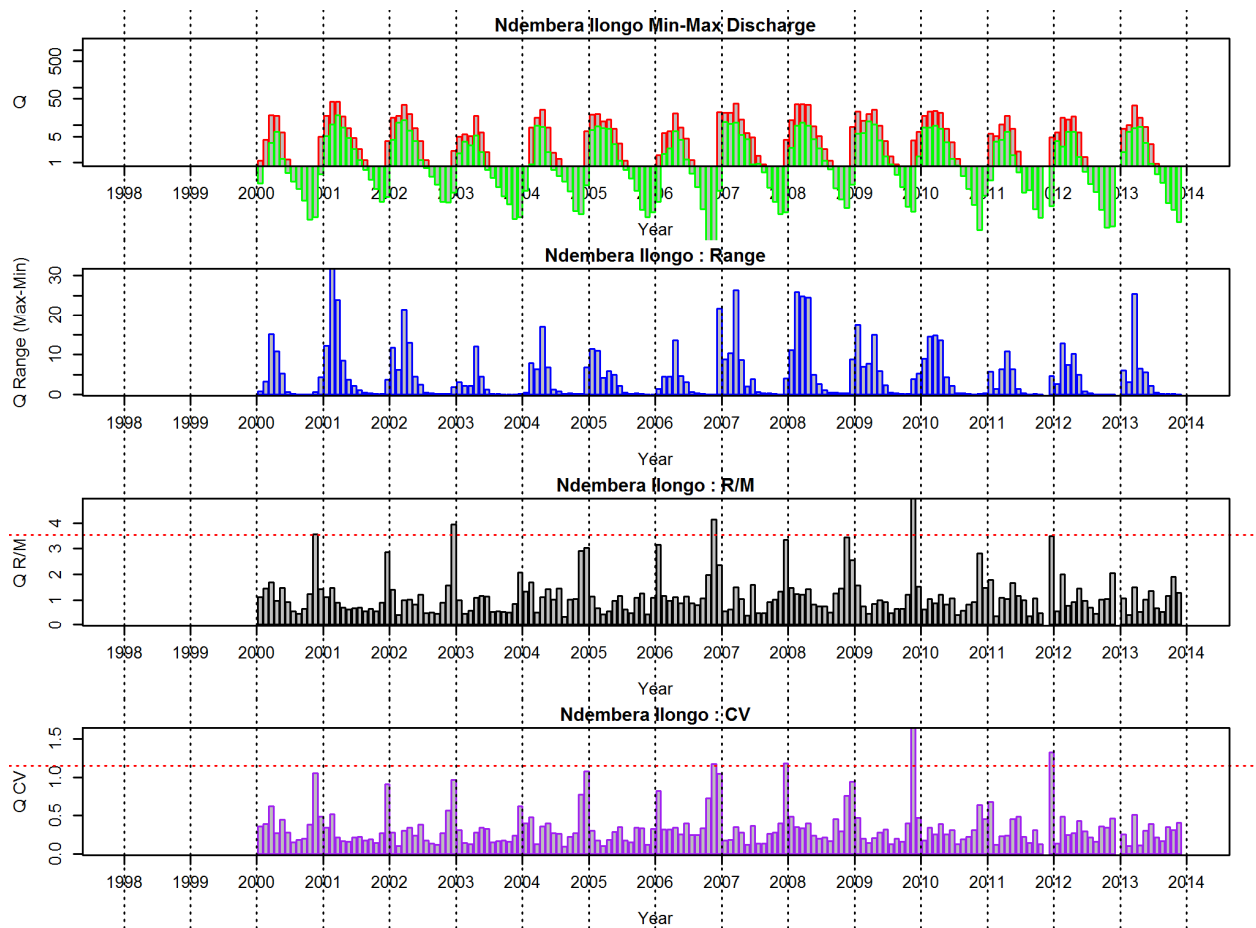 Ndembera Ilongo Min-Max Discharge
Q
500
50
5
1
1998 1999 2000 2001 2002 2003 2004 2005 2006 2007 2008 2009 2010 2011 2012 2013 2014
Year
Ndembera Ilongo : Range
Q Range (Max-Min)
30
20
10
0
1998 1999 2000 2001 2002 2003 2004 2005 2006 2007 2008 2009 2010 2011 2012 2013 2014
Year
Ndembera Ilongo : R/M
Q R/M
4
3
2
1
0
1998 1999 2000 2001 2002 2003 2004 2005 2006 2007 2008 2009 2010 2011 2012 2013 2014
Year
Ndembera Ilongo : CV
Q CV
1.5
1.0
0.5
0.0
1998 1999 2000 2001 2002 2003 2004 2005 2006 2007 2008 2009 2010 2011 2012 2013 2014
Year